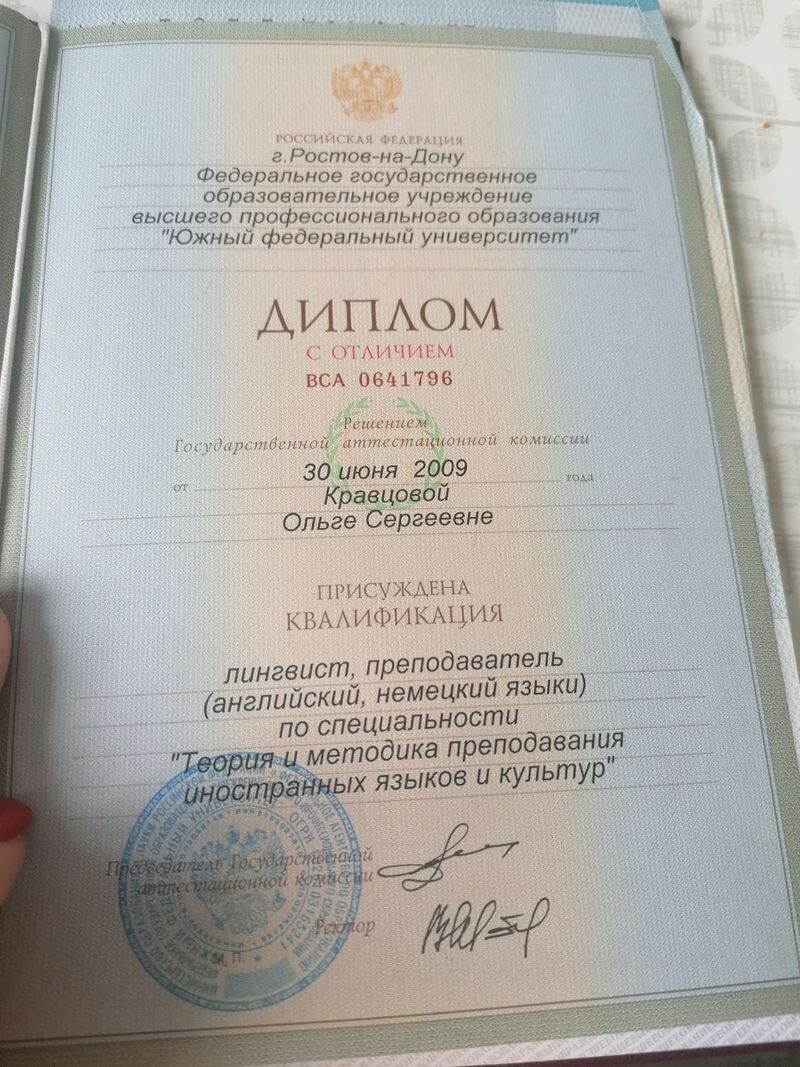 РОССИЙСКАЯ ФЕДЕРАЦИЯ
г.Ростов-на-Дону
Федеральное государственное
образовательное учреждение
высшего профессионального образования
"Южный федеральный университет"
ДИПЛОМ
С ОТЛИЧИЕМ
ВСА 0641796
Решением
Государственной аттестационной комиссии
от 30 июня 2009 года
Кравцовой
Ольге Сергеевне
ПРИСУЖДЕНА
КВАЛИФИКАЦИЯ
лингвист, преподаватель
(английский, немецкий языки)
по специальности
"Теория и методика преподавания
иностранных языков и культур"
Председатель Государственной
аттестационной комиссии
Ректор
М.П.